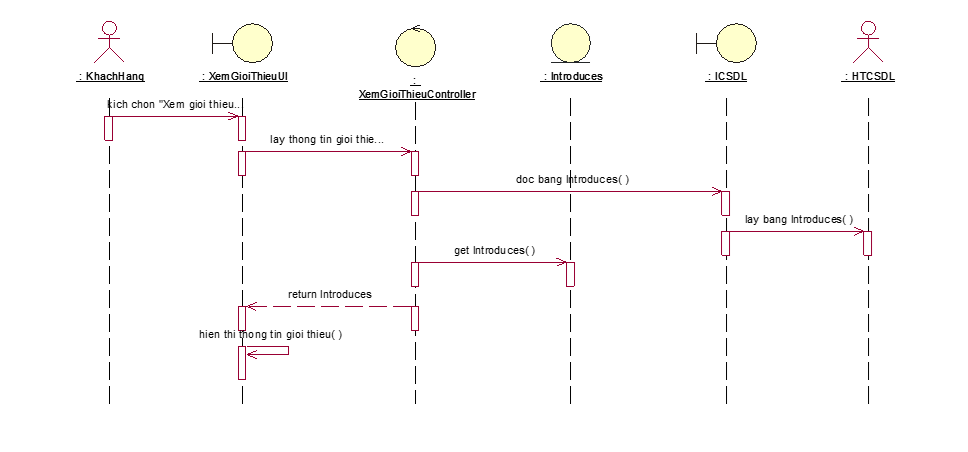 : KhachHang
: XemGioiThieuUI
:
XemGioiThieuController
: Introduces
: ICSDL
: HTCSDL
kich chon "Xem gioi thieu...
lay thong tin gioi thie...
doc bang Introduces( )
lay bang Introduces( )
get Introduces( )
return Introduces
hien thi thong tin gioi thieu( )